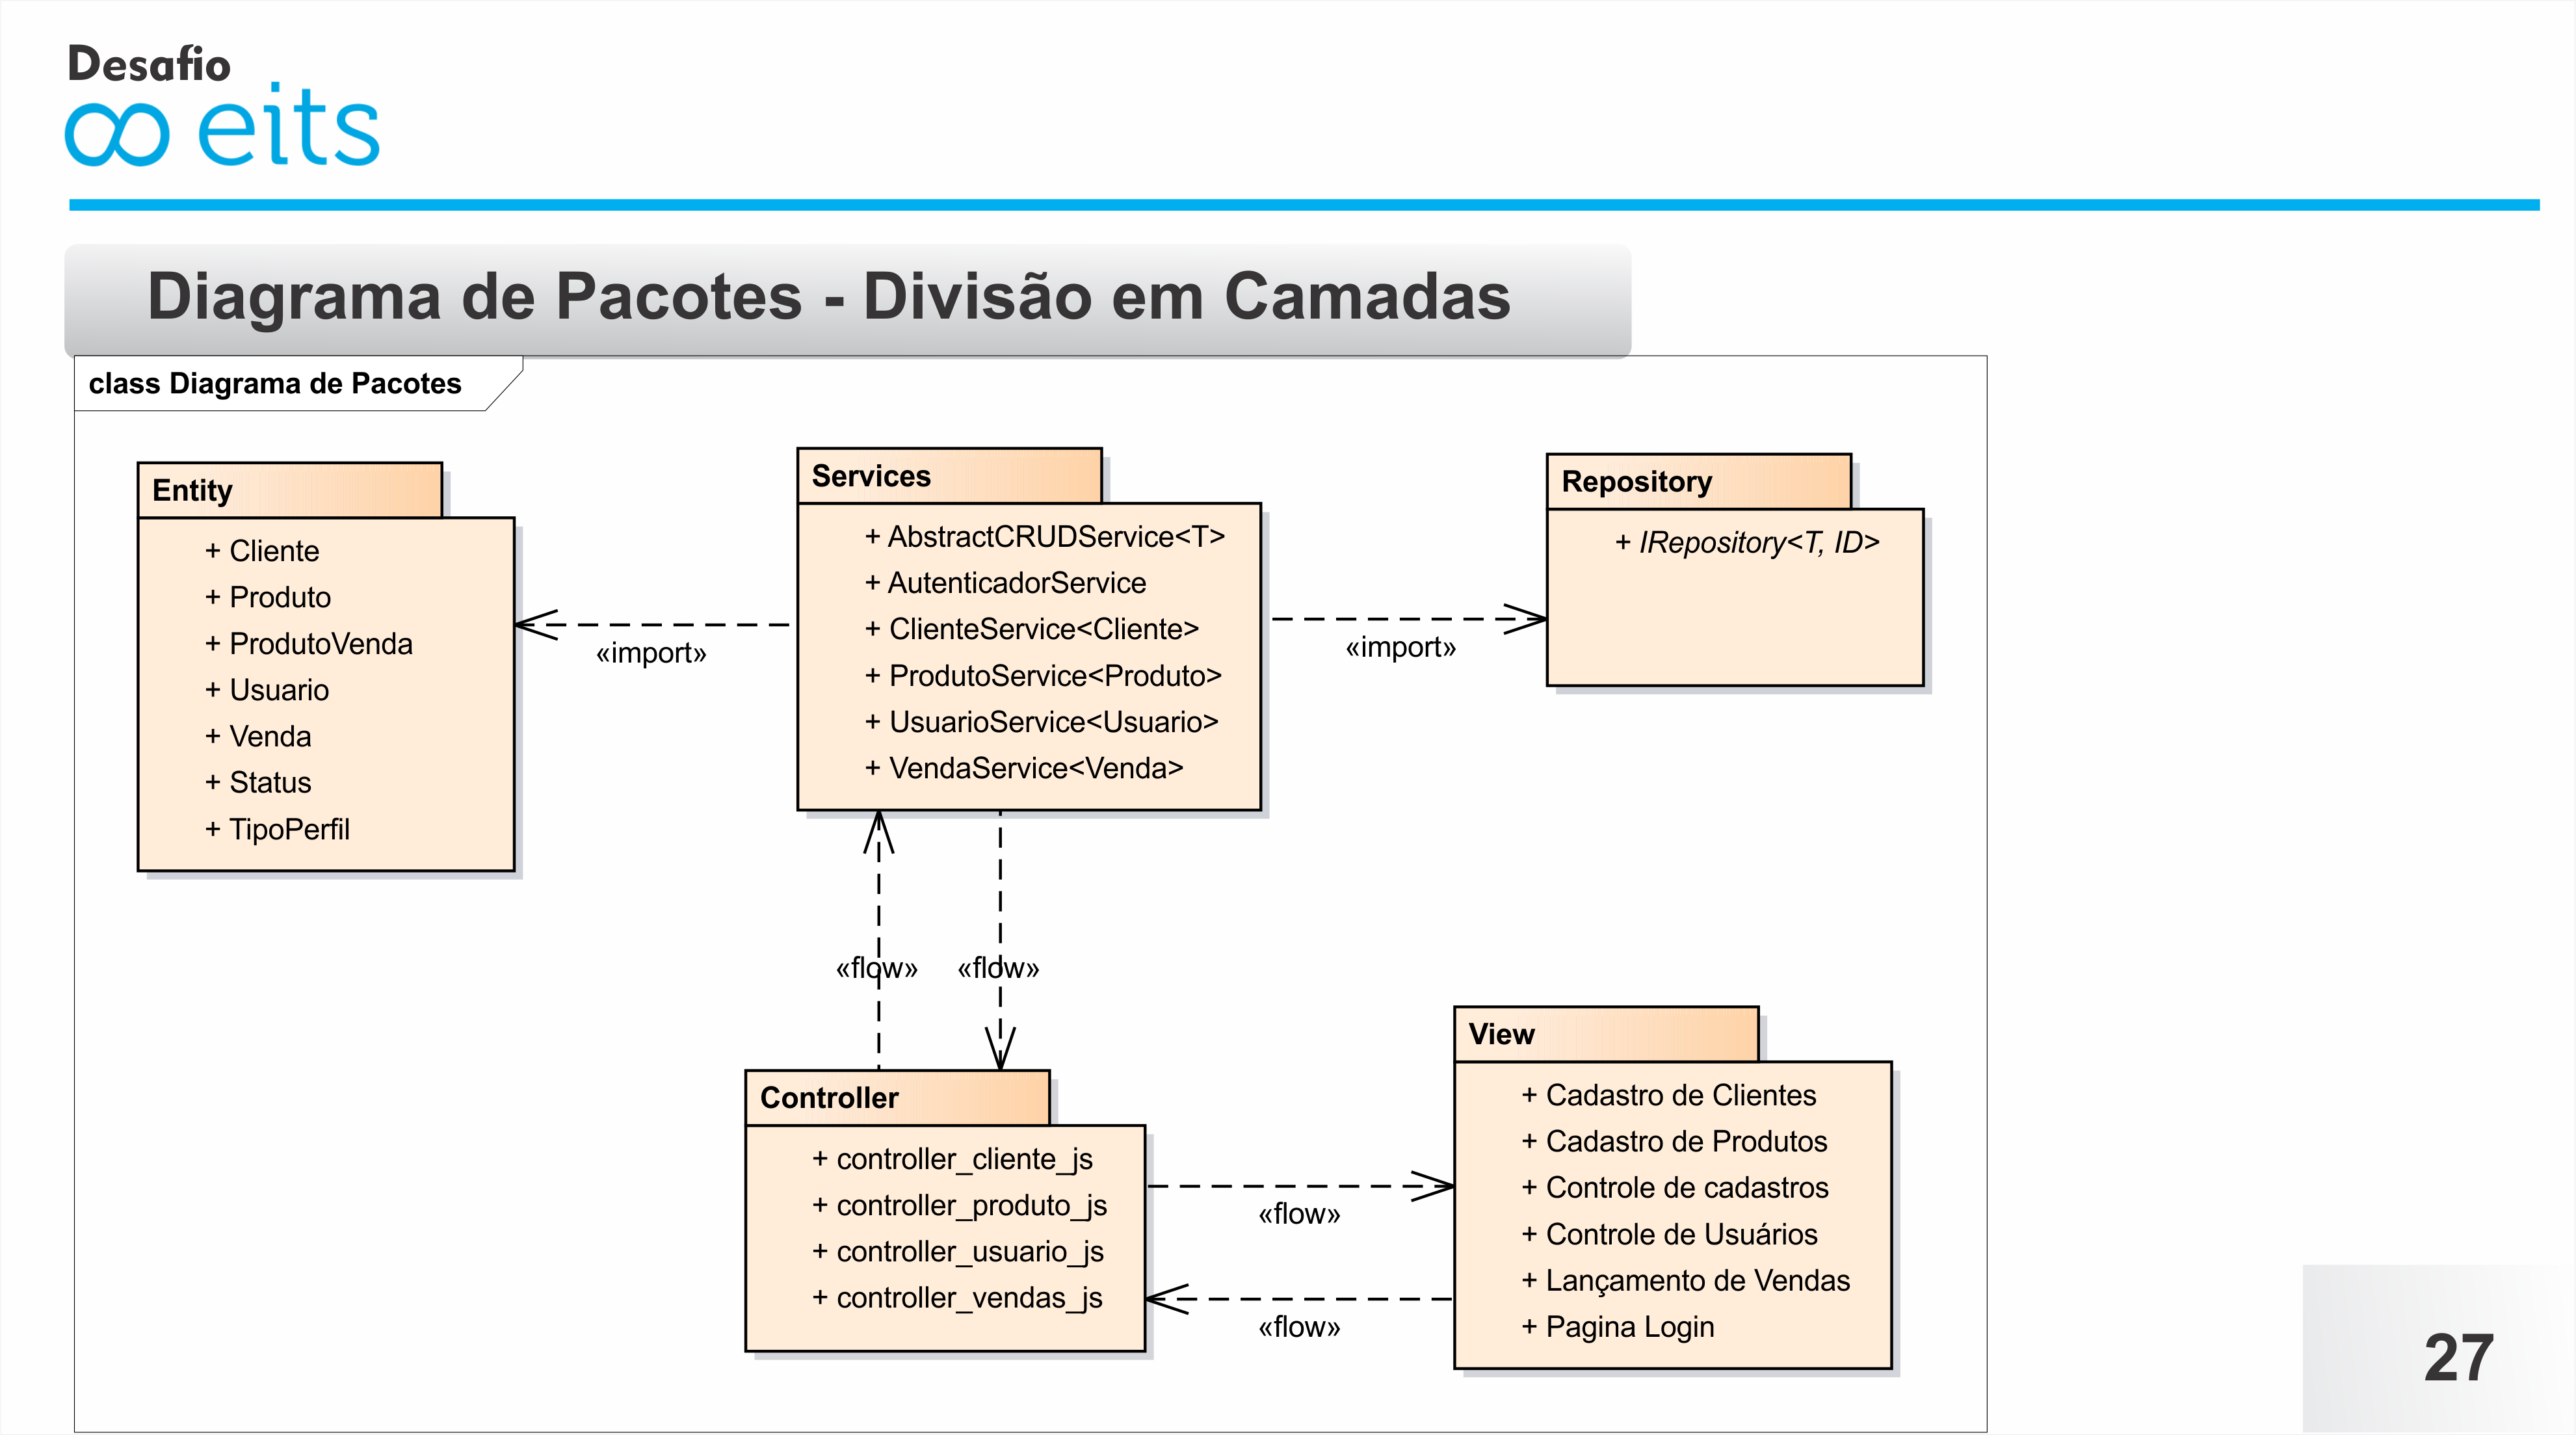 Desafio
eits
Diagrama de Pacotes - Divisão em Camadas
class Diagrama de Pacotes
Entity
+ Cliente
+ Produto
+ ProdutoVenda
+ Usuario
+ Venda
+ Status
+ TipoPerfil
«import»
Services
+ AbstractCRUDService<T>
+ AutenticadorService
+ ClienteService<Cliente>
+ ProdutoService<Produto>
+ UsuarioService<Usuario>
+ VendaService<Venda>
«import»
Repository
+ IRepository<T, ID>
«flow» «flow»
Controller
+ controller_cliente_js
+ controller_produto_js
+ controller_usuario_js
+ controller_vendas_js
«flow»
«flow»
View
+ Cadastro de Clientes
+ Cadastro de Produtos
+ Controle de cadastros
+ Controle de Usuários
+ Lançamento de Vendas
+ Pagina Login
27